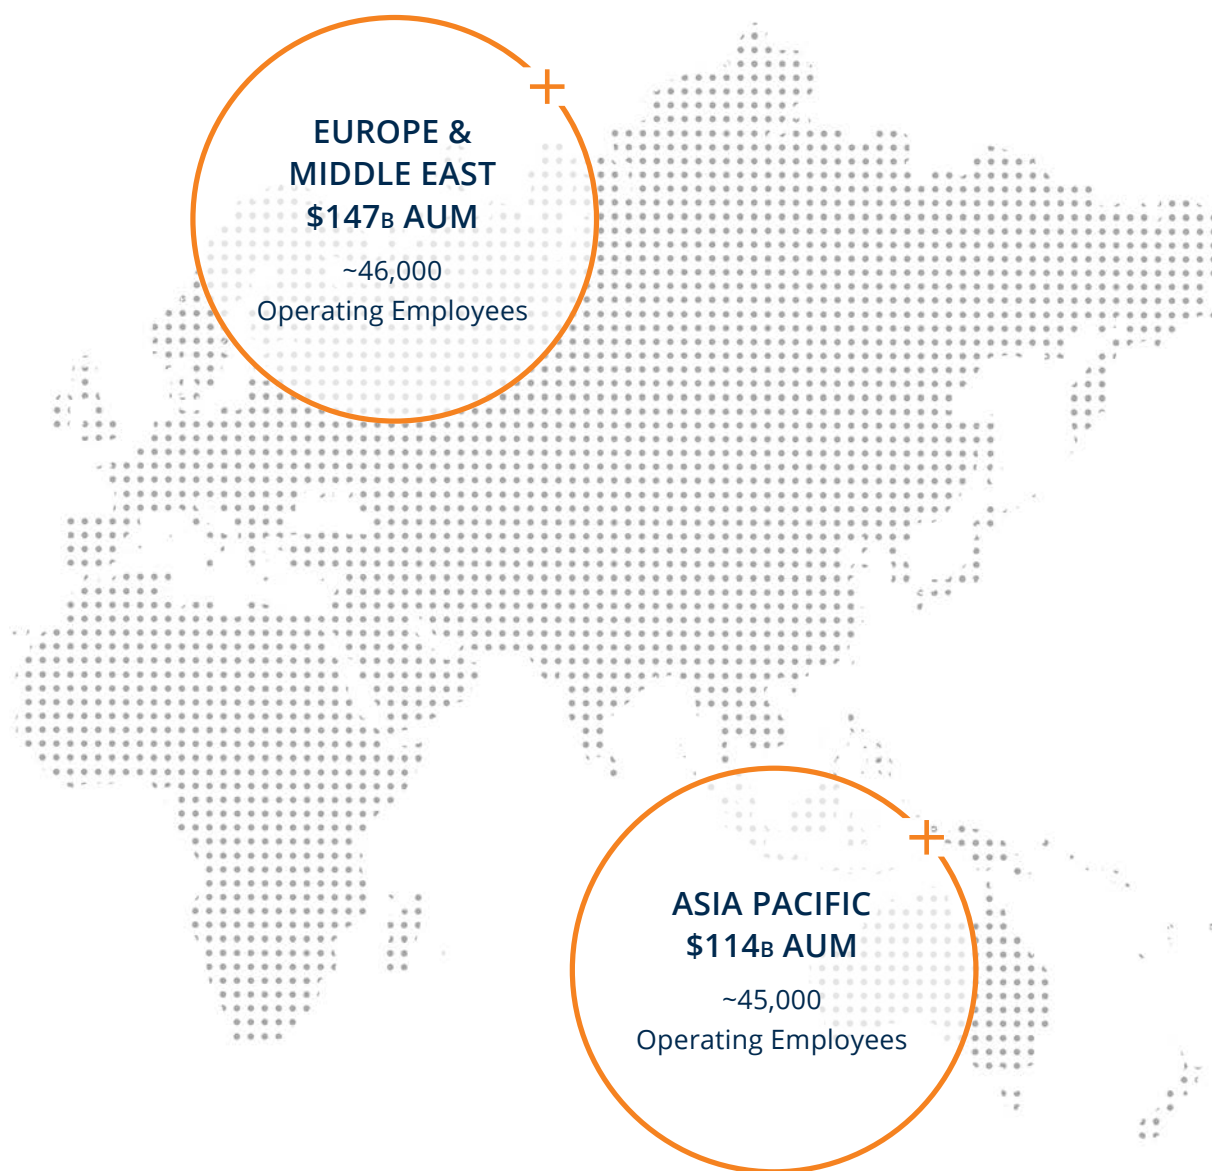 EUROPE &
MIDDLE EAST
$147B AUM
~46,000
Operating Employees
ASIA PACIFIC
$114B AUM
~45,000
Operating Employees